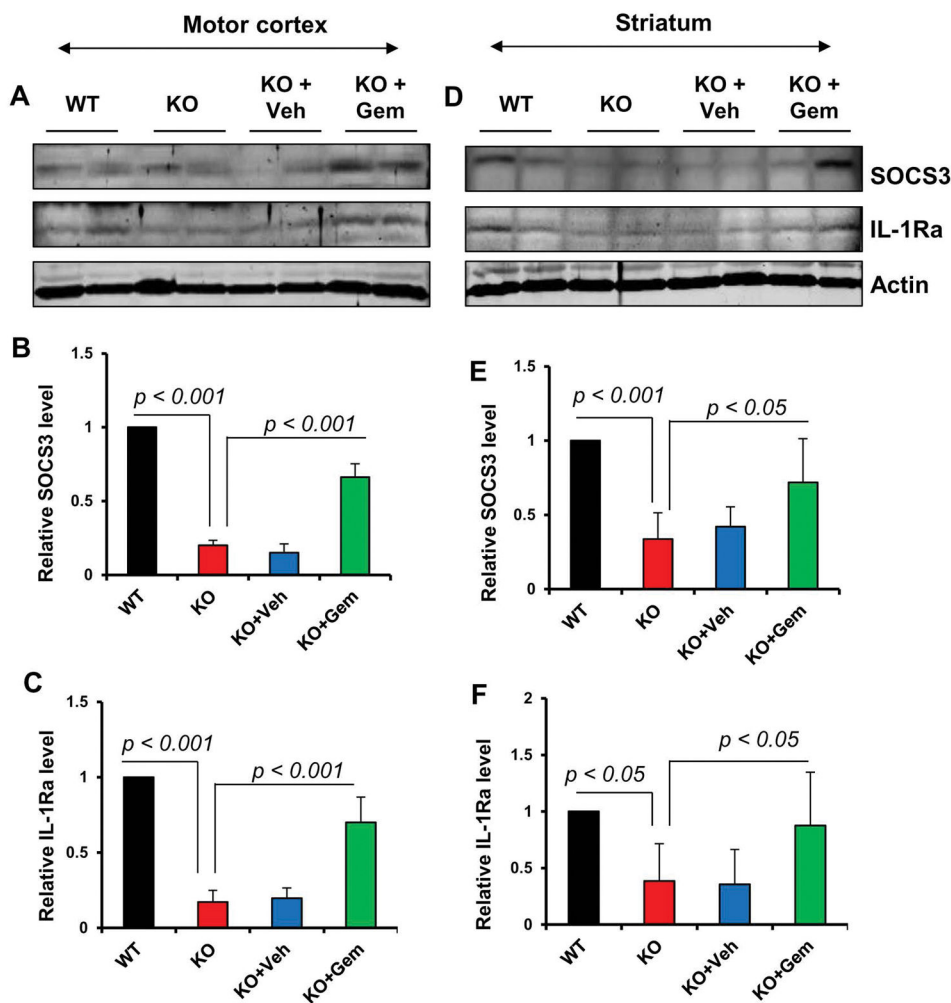 Motor cortex
Striatum
A
WT
KO
KO +
Veh
KO +
Gem
D
WT
KO
KO +
Veh
KO +
Gem
SOCS3
IL-1Ra
Actin
B
Relative SOCS3 level
1.5
1
0.5
0
p < 0.001
p < 0.001
WT
KO
KO+Veh
KO+Gem
E
Relative SOCS3 level
1.5
1
0.5
0
p < 0.001
p < 0.05
WT
KO
KO+Veh
KO+Gem
C
Relative IL-1Ra level
1.5
1
0.5
0
p < 0.001
p < 0.001
WT
KO
KO+Veh
KO+Gem
F
Relative IL-1Ra level
2
1.5
1
0.5
0
p < 0.05
p < 0.05
WT
KO
KO+Veh
KO+Gem